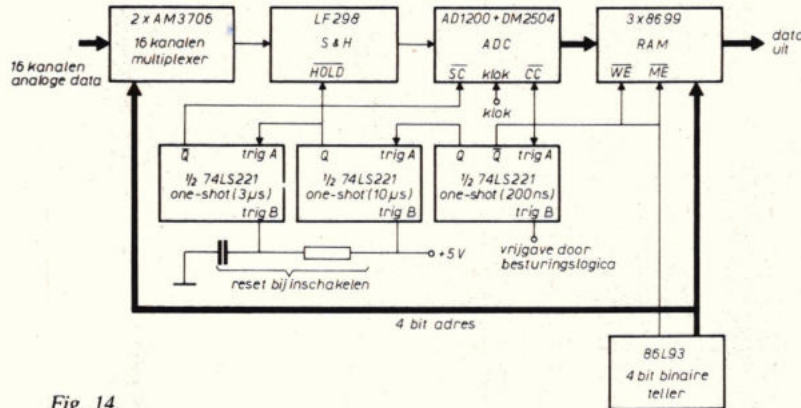 2 x AM3706
16 kanalen
multiplexer
LF298
S & H
HOLD
AD1200 + DM2504
ADC
SC klok CC
3x8699
RAM
WE ME
data
uit
16 kanalen
analoge data
klok
Q trig A
½ 74LS221
one-shot (3µs)
trig B
Q trig A
½ 74LS221
one-shot (10µs)
trig B
Q Q trig A
½ 74LS221
one-shot (200ns)
trig B
+5V
vrijgave door
besturingslogica
reset bij inschakelen
4 bit adres
86L93
4 bit binaire
teller
Fig. 14.